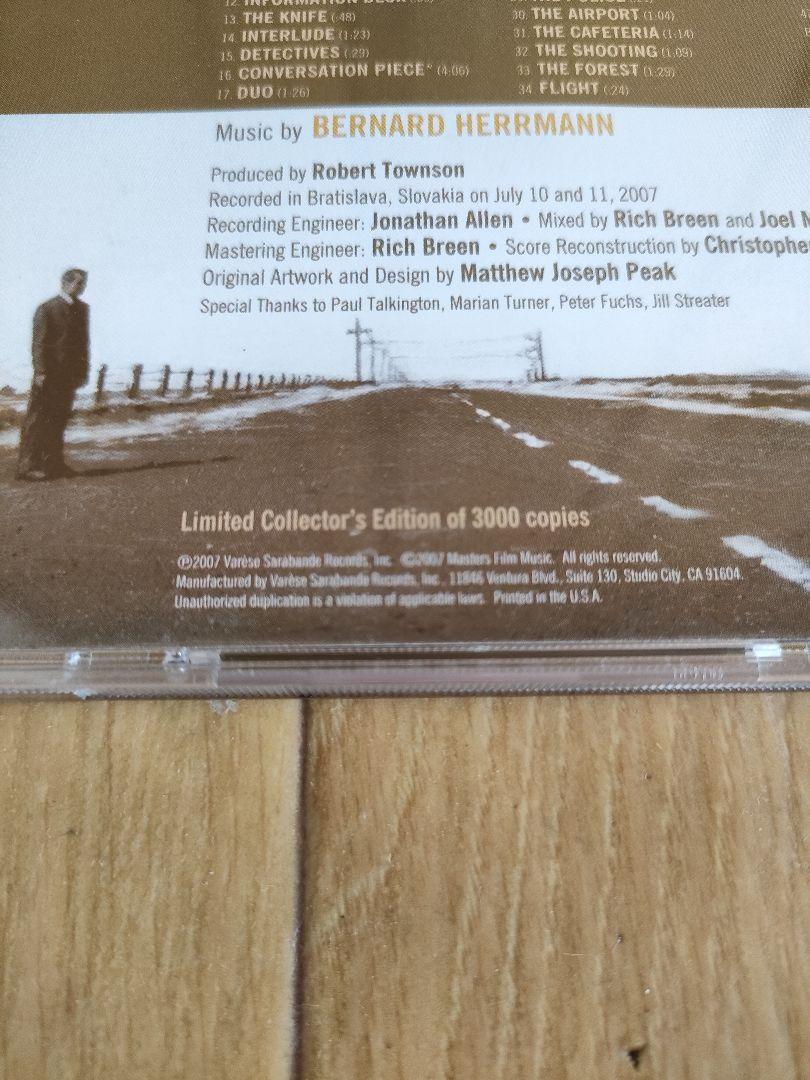 13. THE KNIFE (:48)
14. INTERLUDE (1:23)
15. DETECTIVES (:29)
16. CONVERSATION PIECE* (4:06)
17. DUO (1:26)
30. THE AIRPORT (1:04)
31. THE CAFETERIA (1:14)
32. THE SHOOTING (1:09)
33. THE FOREST (1:29)
34. FLIGHT (:24)
Music by BERNARD HERRMANN
Produced by Robert Townson
Recorded in Bratislava, Slovakia on July 10 and 11, 2007
Recording Engineer: Jonathan Allen • Mixed by Rich Breen and Joel
Mastering Engineer: Rich Breen • Score Reconstruction by Christophe
Original Artwork and Design by Matthew Joseph Peak
Special Thanks to Paul Talkington, Marian Turner, Peter Fuchs, Jill Streater
Limited Collector's Edition of 3000 copies
℗2007 Varèse Sarabande Records, Inc. ©2007 Masters Film Music. All rights reserved.
Manufactured by Varèse Sarabande Records, Inc. 11846 Ventura Blvd., Suite 130, Studio City, CA 91604.
Unauthorized duplication is a violation of applicable laws. Printed in the U.S.A.